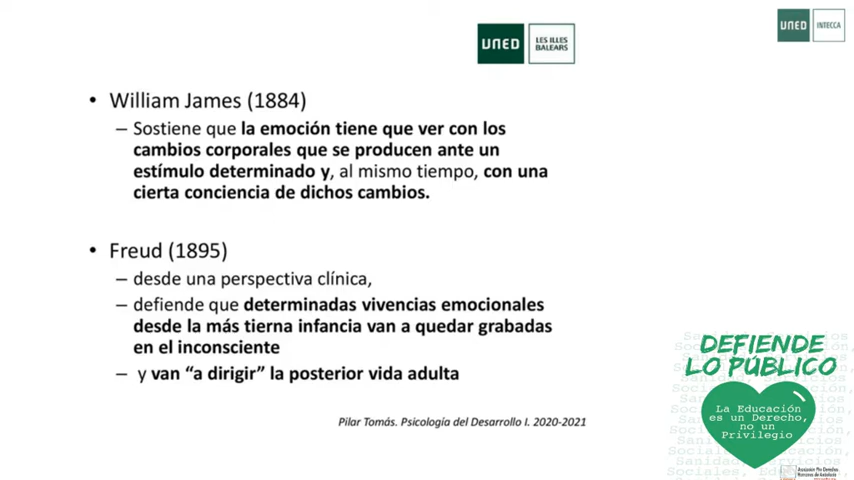 UNED
LES ILLES
BALEARS
UNED
INTECCA
• William James (1884)
– Sostiene que la emoción tiene que ver con los
cambios corporales que se producen ante un
estímulo determinado y, al mismo tiempo, con una
cierta conciencia de dichos cambios.
• Freud (1895)
– desde una perspectiva clínica,
– defiende que determinadas vivencias emocionales
desde la más tierna infancia van a quedar grabadas
en el inconsciente
– y van “a dirigir” la posterior vida adulta
Pilar Tomás. Psicología del Desarrollo I. 2020-2021
DEFIENDE
LO PÚBLICO
La Educación
es un Derecho,
no un
Privilegio